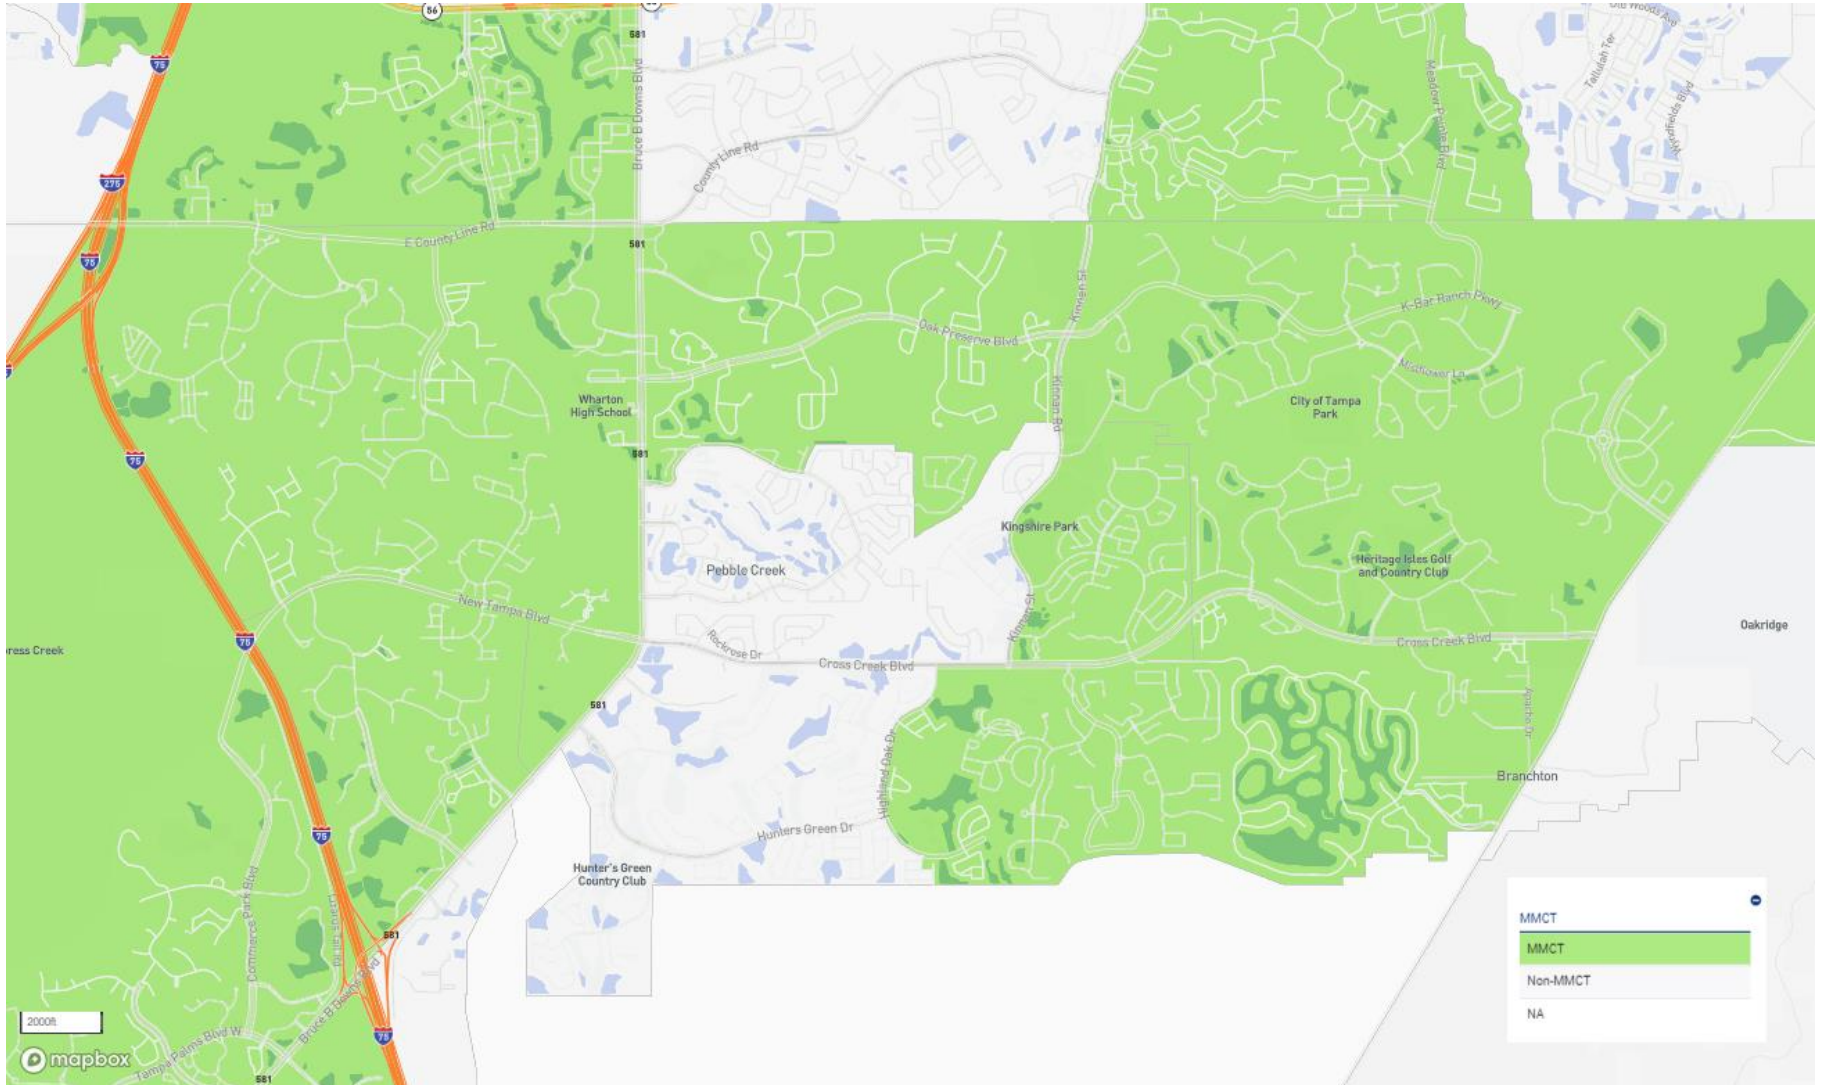 56
75
581
Old Woods Ave
Tallulah Ter
Meadow Pointe Blvd
Wyndfields Blvd
Bruce B Downs Blvd
County Line Rd
275
E County Line Rd
581
75
Kinnan St
K-Bar Ranch Pkwy
Oak Preserve Blvd
Mistflower Ln
Kinnan Rd
Wharton
High School
City of Tampa
Park
581
75
Kingshire Park
Pebble Creek
Heritage Isles Golf
and Country Club
New Tampa Blvd
Kinnan St
Rockrose Dr
Cross Creek Blvd
Cross Creek Blvd
Oakridge
75
ress Creek
581
Apache Dr
Highland Oak Dr
Branchton
Hunters Green Dr
75
Hunter's Green
Country Club
Commerce Park Blvd
581
Bruce B Downs Blvd
Tampa Palms Blvd W
75
581
2000ft
mapbox
MMCT
MMCT
Non-MMCT
NA